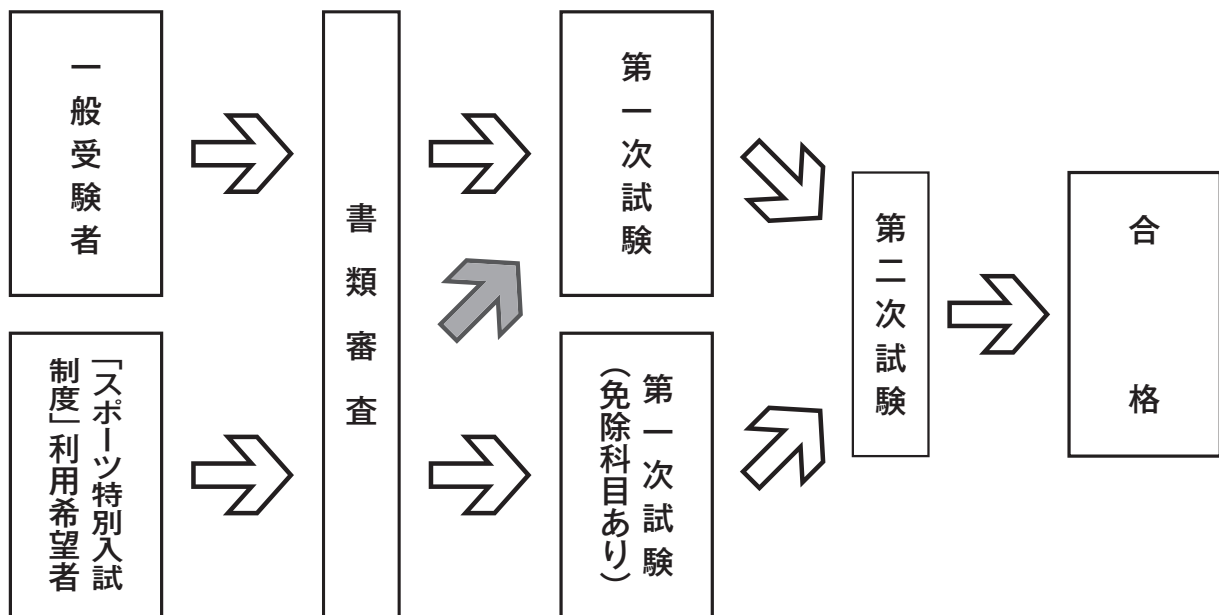 一般受験者
「スポーツ特別入試
制度」利用希望者
書類審査
第一次試験
第一次試験
（免除科目あり）
第二次試験
合格